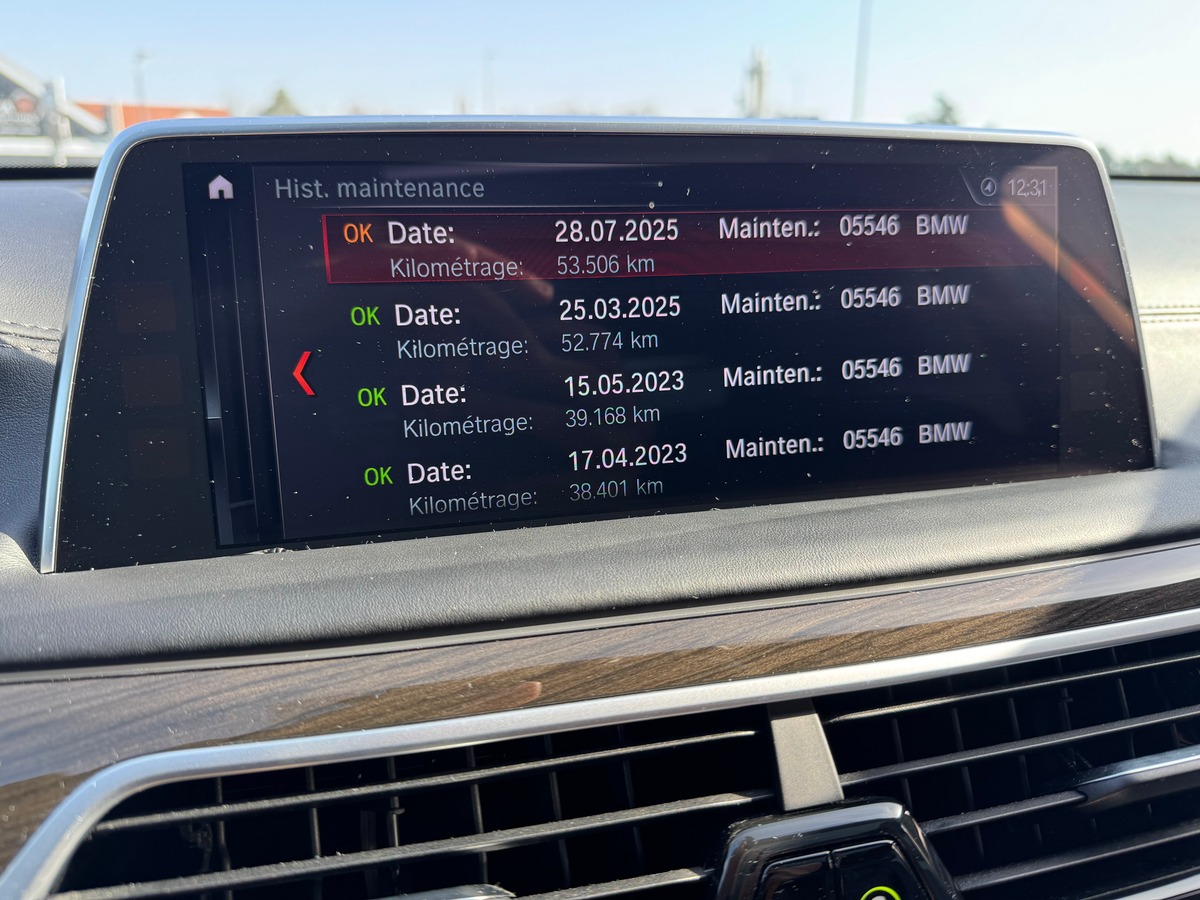 Hist. maintenance 12:31
OK Date: 28.07.2025 Mainten.: 05546 BMW
Kilométrage: 53.506 km
OK Date: 25.03.2025 Mainten.: 05546 BMW
Kilométrage: 52.774 km
OK Date: 15.05.2023 Mainten.: 05546 BMW
Kilométrage: 39.168 km
OK Date: 17.04.2023 Mainten.: 05546 BMW
Kilométrage: 38.401 km